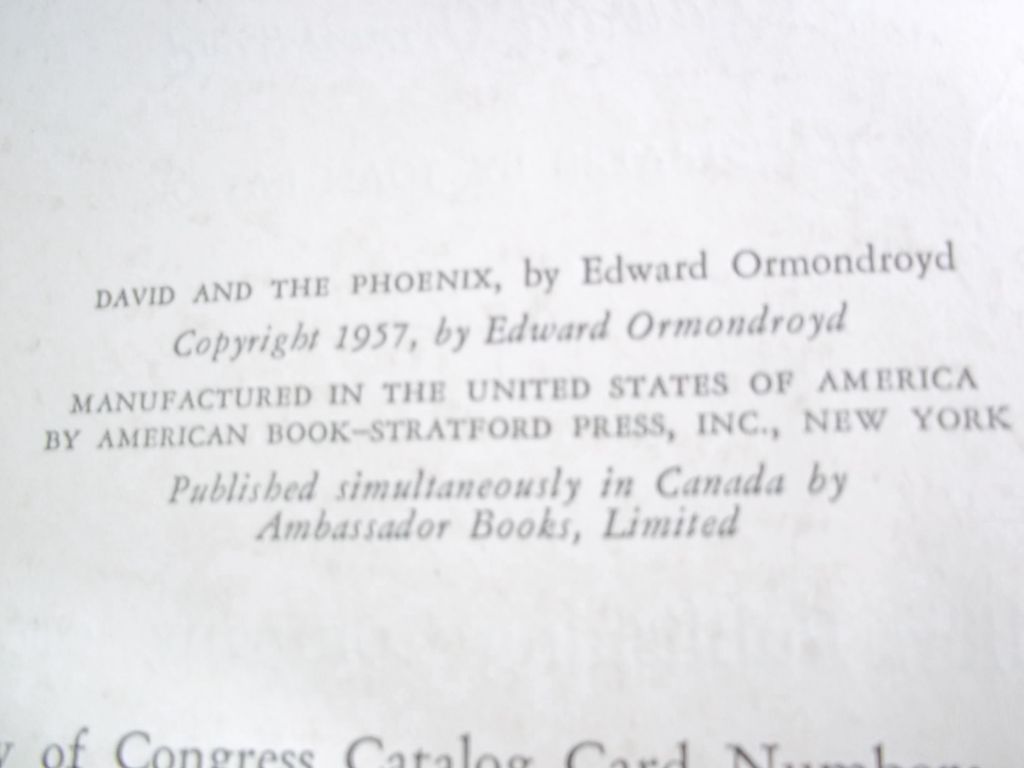 DAVID AND THE PHOENIX, by Edward Ormondroyd
Copyright 1957, by Edward Ormondroyd
MANUFACTURED IN THE UNITED STATES OF AMERICA
BY AMERICAN BOOK–STRATFORD PRESS, INC., NEW YORK
Published simultaneously in Canada by
Ambassador Books, Limited
of Congress Catalog Card